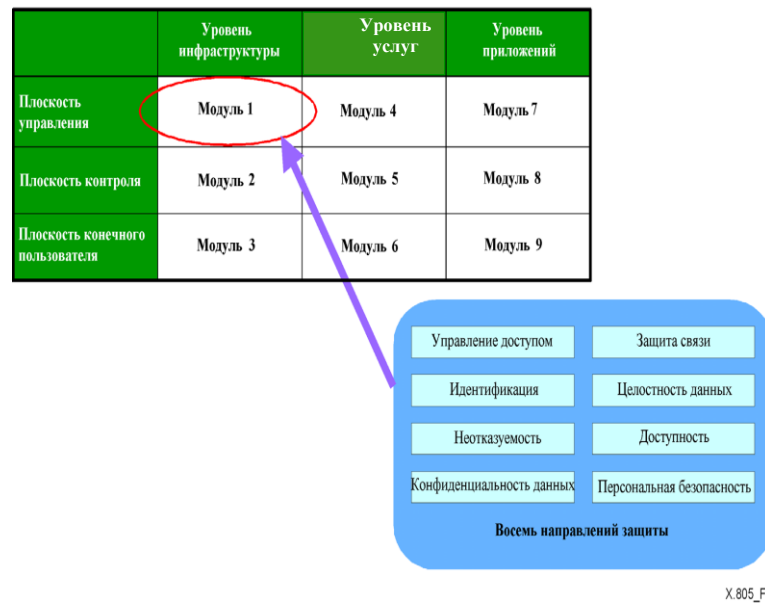 Уровень
инфраструктуры
Уровень
услуг
Уровень
приложений
Плоскость
управления
Модуль 1
Модуль 4
Модуль 7
Плоскость контроля
Модуль 2
Модуль 5
Модуль 8
Плоскость конечного
пользователя
Модуль 3
Модуль 6
Модуль 9
Управление доступом
Защита связи
Идентификация
Целостность данных
Неотказуемость
Доступность
Конфиденциальность данных
Персональная безопасность
Восемь направлений защиты
X.805_F